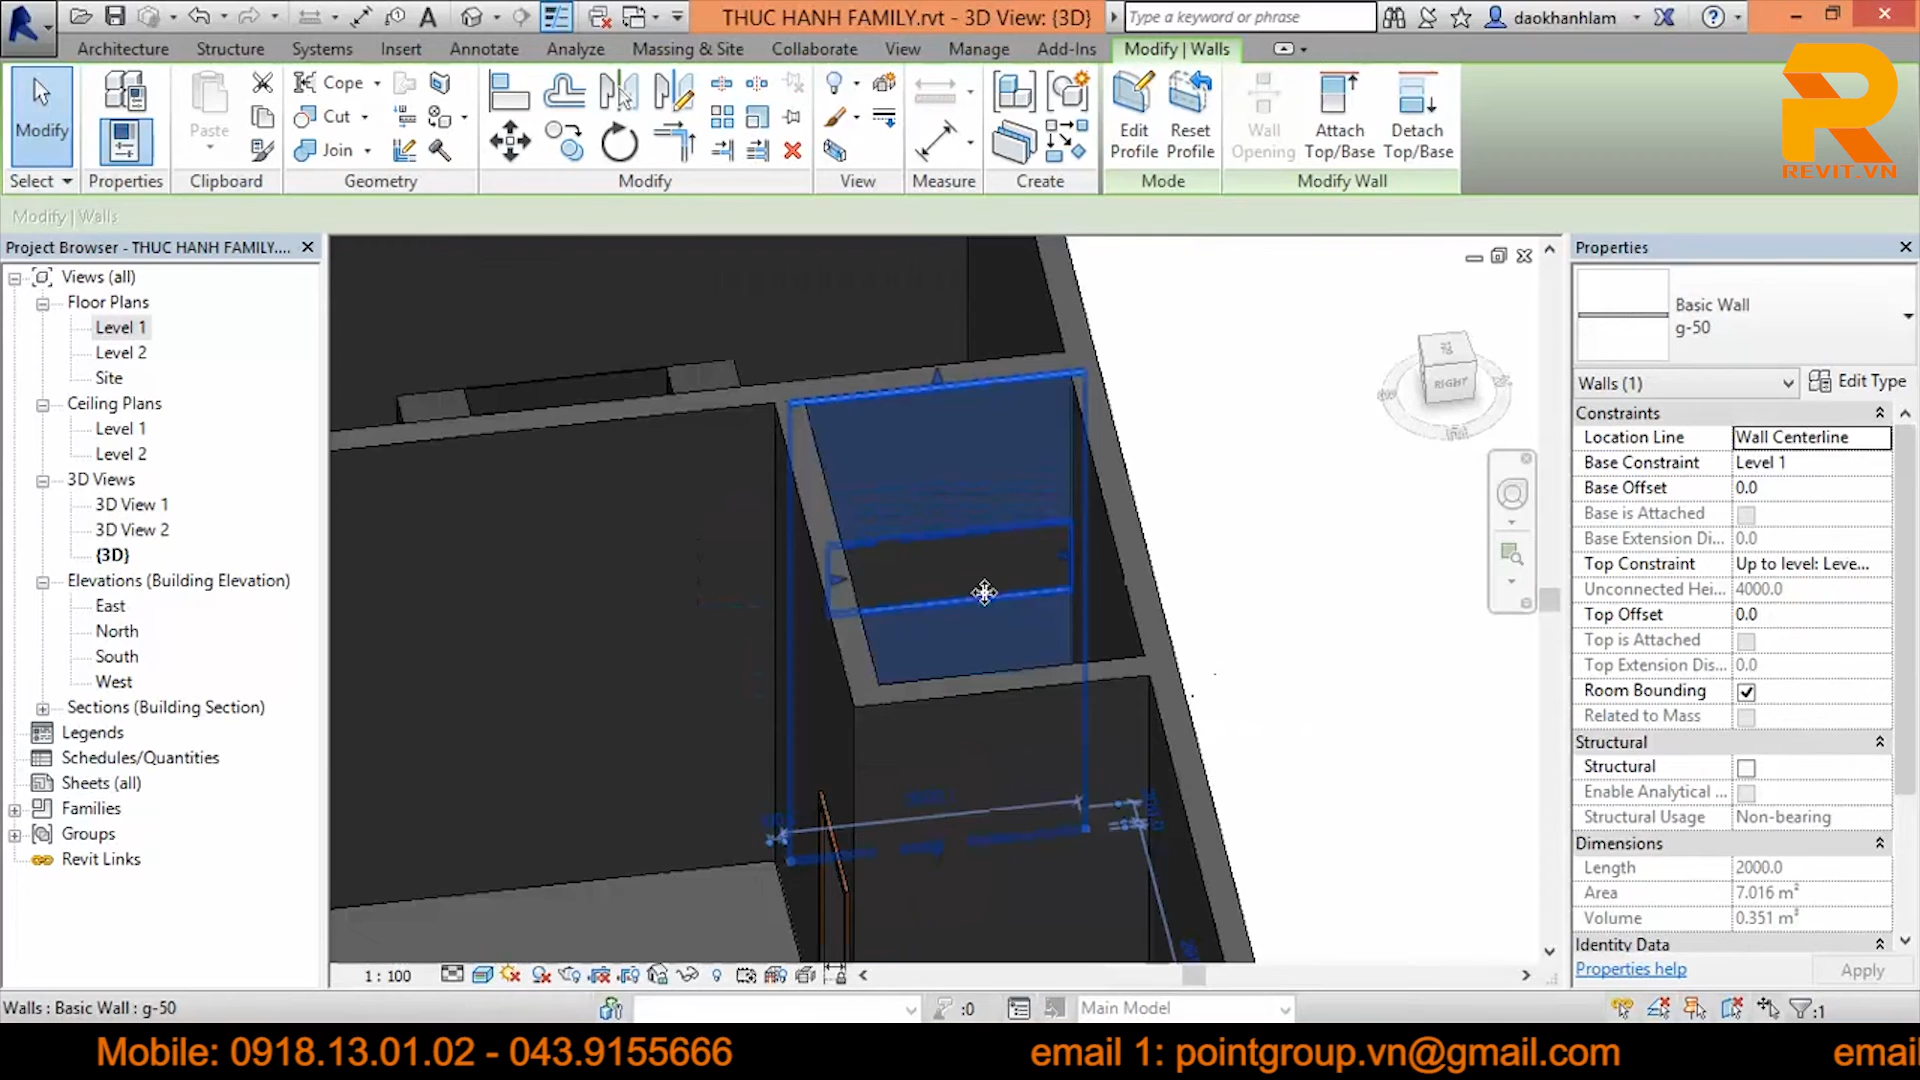 THUC HANH FAMILY.rvt - 3D View: {3D}
Type a keyword or phrase
daokhanhlam
Architecture
Structure
Systems
Insert
Annotate
Analyze
Massing & Site
Collaborate
View
Manage
Add-Ins
Modify | Walls
Modify
Paste
Cope
Cut
Join
Edit Profile
Reset Profile
Wall Opening
Attach Top/Base
Detach Top/Base
Select
Properties
Clipboard
Geometry
Modify
View
Measure
Create
Mode
Modify Wall
REVIT.VN
Modify | Walls
Project Browser - THUC HANH FAMILY....
Views (all)
Floor Plans
Level 1
Level 2
Site
Ceiling Plans
Level 1
Level 2
3D Views
3D View 1
3D View 2
{3D}
Elevations (Building Elevation)
East
North
South
West
Sections (Building Section)
Legends
Schedules/Quantities
Sheets (all)
Families
Groups
Revit Links
RIGHT
Properties
Basic Wall
g-50
Walls (1)
Edit Type
Constraints
Location Line Wall Centerline
Base Constraint Level 1
Base Offset 0.0
Base is Attached
Base Extension Di... 0.0
Top Constraint Up to level: Leve...
Unconnected Hei... 4000.0
Top Offset 0.0
Top is Attached
Top Extension Dis... 0.0
Room Bounding
Related to Mass
Structural
Structural
Enable Analytical ...
Structural Usage Non-bearing
Dimensions
Length 2000.0
Area 7.016 m²
Volume 0.351 m³
Identity Data
Properties help
Apply
1 : 100
Walls : Basic Wall : g-50
:0
Main Model
:1
Mobile: 0918.13.01.02 - 043.9155666
email 1: pointgroup.vn@gmail.com
email